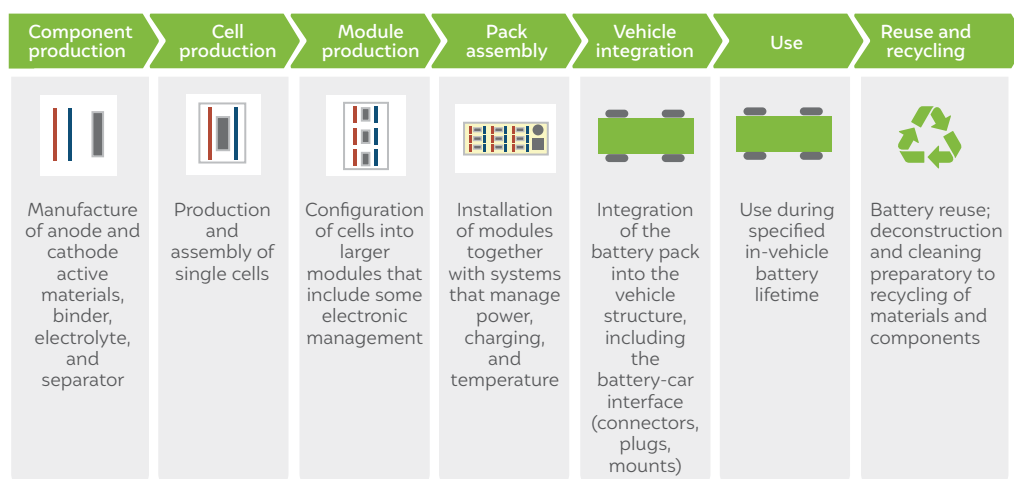 Component
production
Cell
production
Module
production
Pack
assembly
Vehicle
integration
Use
Reuse and
recycling
Manufacture
of anode and
cathode
active
materials,
binder,
electrolyte,
and
separator
Production
and
assembly of
single cells
Configuration
of cells into
larger
modules that
include some
electronic
management
Installation
of modules
together
with systems
that manage
power,
charging,
and
temperature
Integration
of the
battery pack
into the
vehicle
structure,
including
the
battery-car
interface
(connectors,
plugs,
mounts)
Use during
specified
in-vehicle
battery
lifetime
Battery reuse;
deconstruction
and cleaning
preparatory to
recycling of
materials and
components